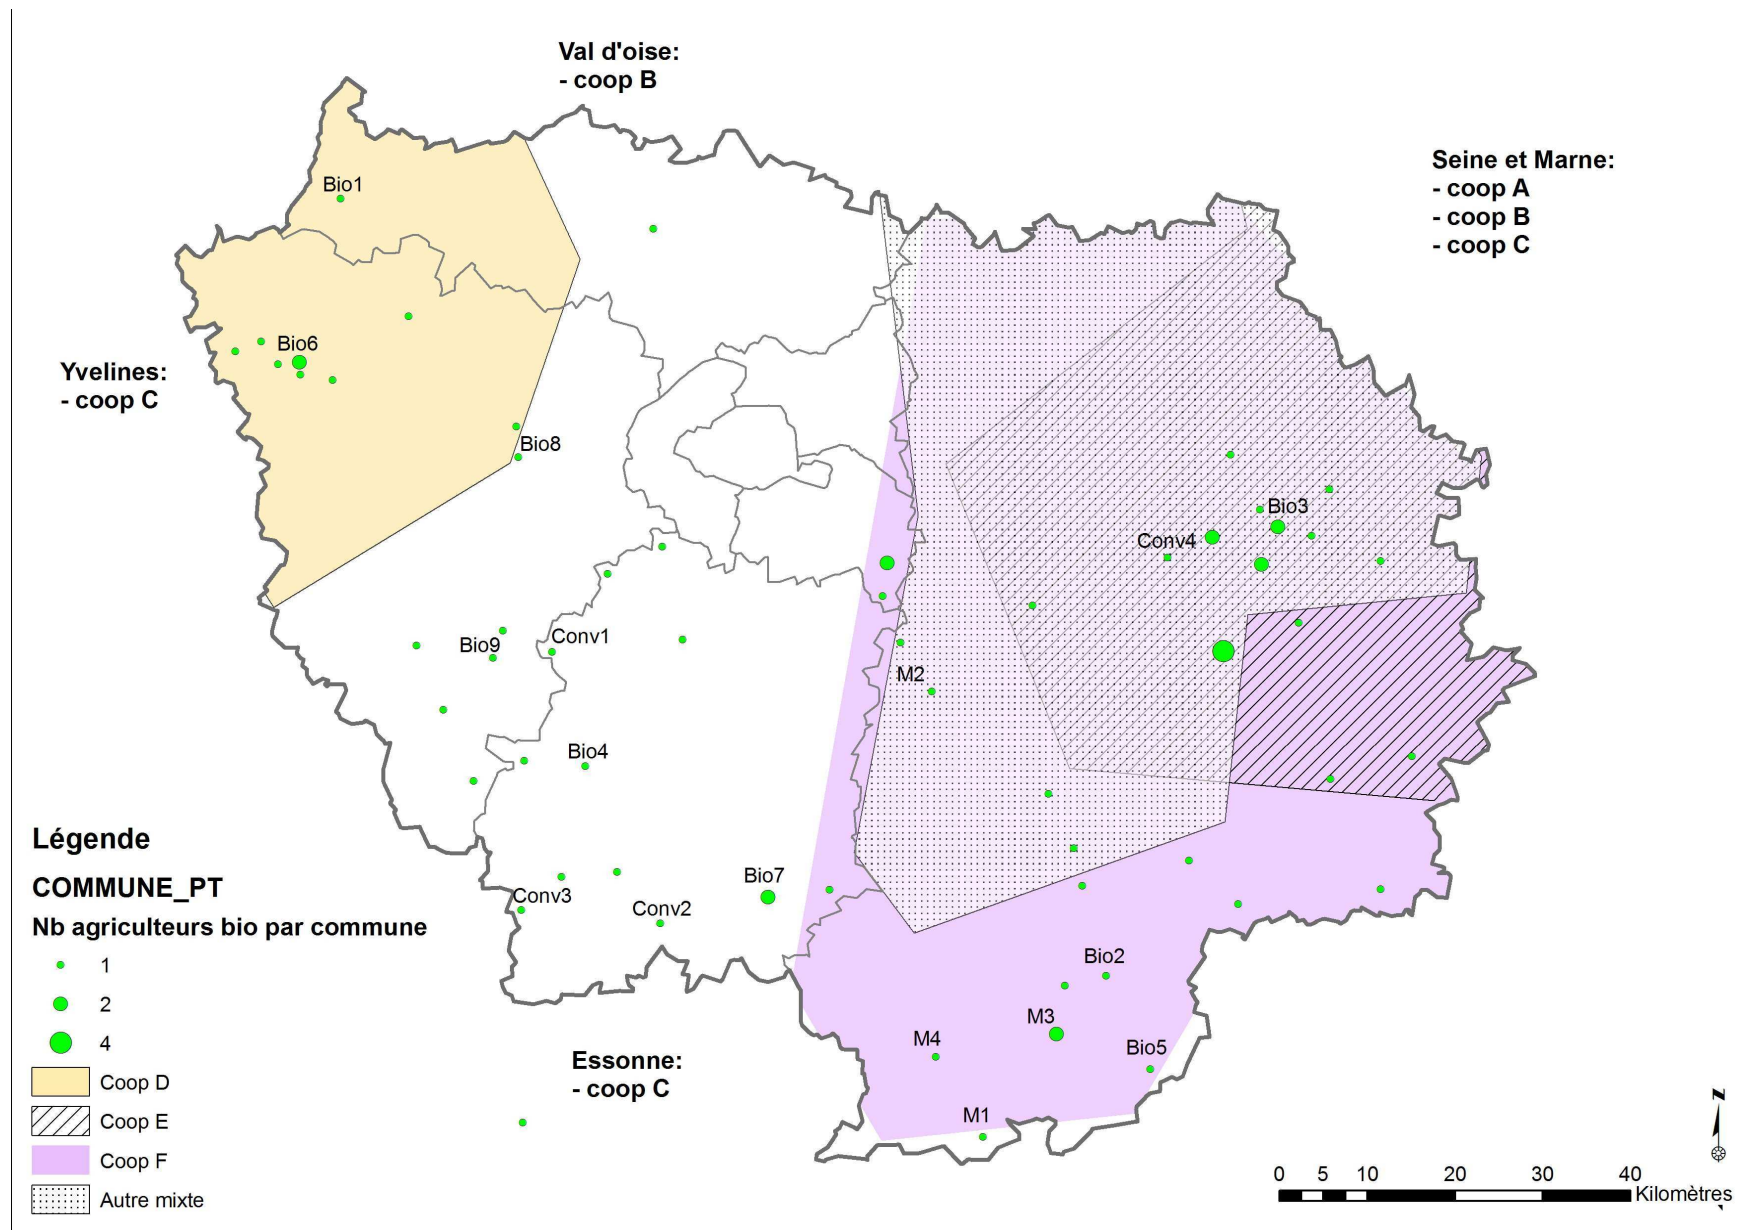 Val d'oise:
- coop B
Seine et Marne:
- coop A
- coop B
- coop C
Bio1
Bio6
Yvelines:
- coop C
Bio8
Bio3
Conv4
Bio9
Conv1
M2
Bio4
Bio7
Conv3
Conv2
Bio2
M3
M4
Bio5
M1
Essonne:
- coop C
Légende
COMMUNE_PT
Nb agriculteurs bio par commune
1
2
4
Coop D
Coop E
Coop F
Autre mixte
N
0 5 10 20 30 40
Kilomètres